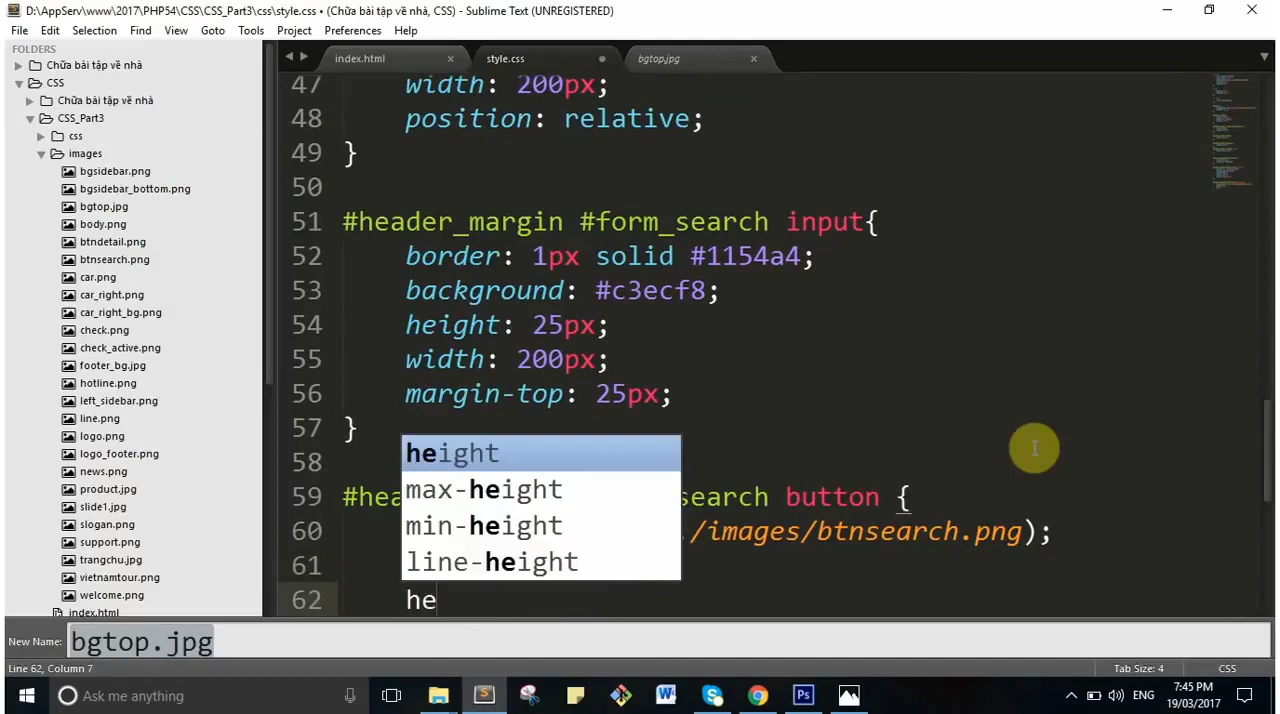 D:\AppServ\www\2017\PHP54\CSS\CSS_Part3\css\style.css • (Chữa bài tập về nhà, CSS) - Sublime Text (UNREGISTERED)
File Edit Selection Find View Goto Tools Project Preferences Help
FOLDERS
Chữa bài tập về nhà
CSS
Chữa bài tập về nhà
CSS_Part3
css
images
bgsidebar.png
bgsidebar_bottom.png
bgtop.jpg
body.png
btndetail.png
btnsearch.png
car.png
car_right.png
car_right_bg.png
check.png
check_active.png
footer_bg.jpg
hotline.png
left_sidebar.png
line.png
logo.png
logo_footer.png
news.png
product.jpg
slide1.jpg
slogan.png
support.png
trangchu.jpg
vietnamtour.png
welcome.png
index.html
index.html style.css bgtop.jpg
47 width: 200px;
48 position: relative;
49 }
50
51 #header_margin #form_search input{
52 border: 1px solid #1154a4;
53 background: #c3ecf8;
54 height: 25px;
55 width: 200px;
56 margin-top: 25px;
57 }
58
59 #hea search button {
60 ./images/btnsearch.png);
61
62 he
height
max-height
min-height
line-height
New Name: bgtop.jpg
Line 62, Column 7 Tab Size: 4 CSS
Ask me anything ENG 7:45 PM
19/03/2017